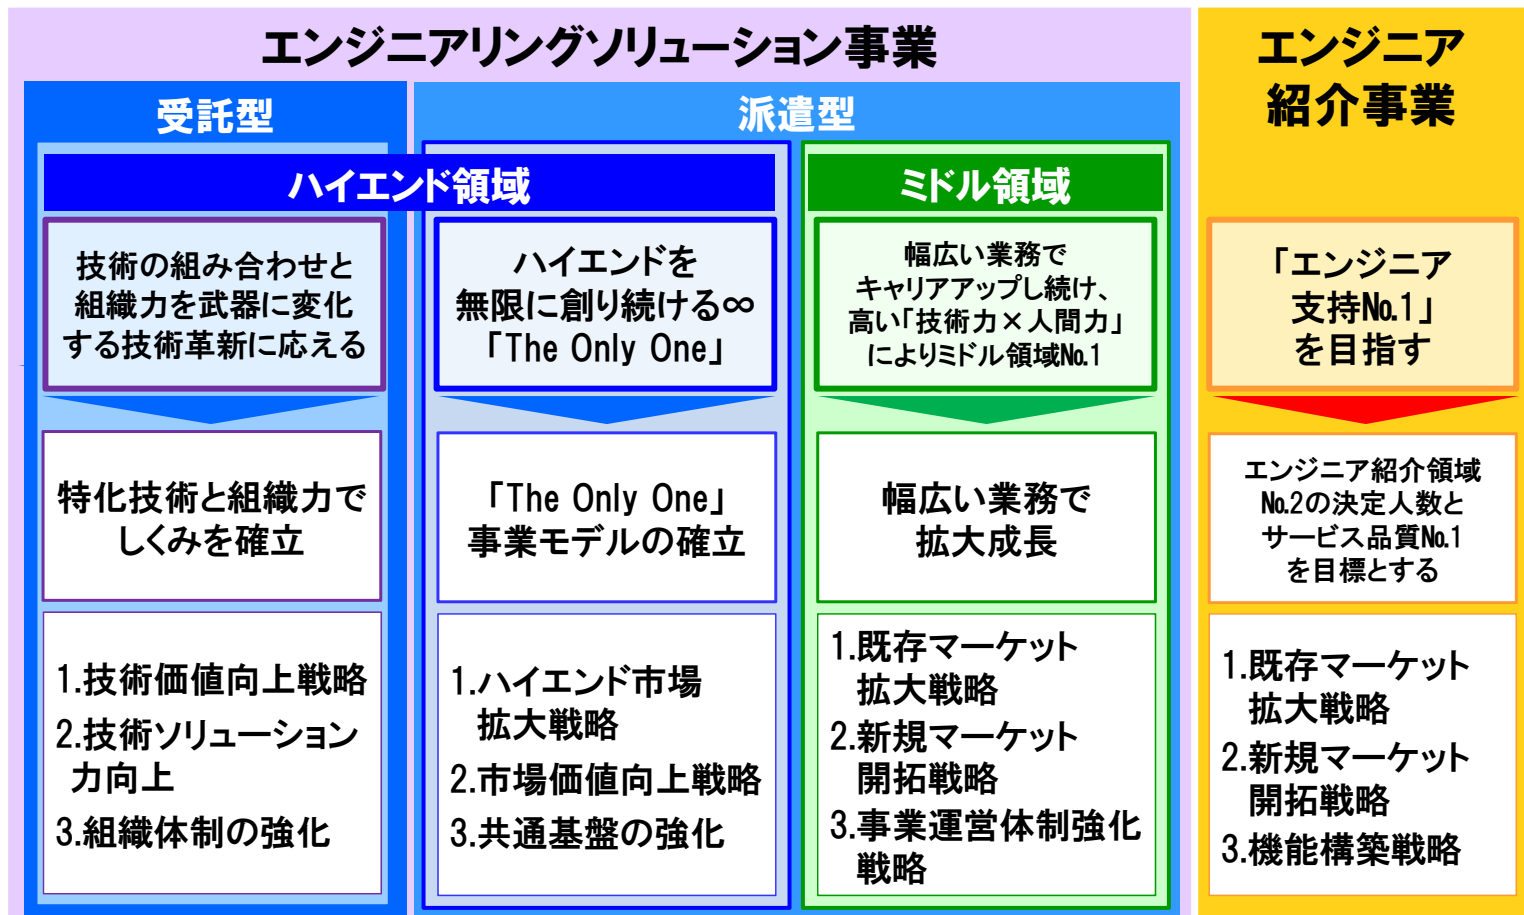 エンジニアリングソリューション事業
受託型
派遣型
ハイエンド領域
ミドル領域
技術の組み合わせと
組織力を武器に変化
する技術革新に応える
特化技術と組織力で
しくみを確立
1.技術価値向上戦略
2.技術ソリューション
力向上
3.組織体制の強化
ハイエンドを
無限に創り続ける∞
「The Only One」
「The Only One」
事業モデルの確立
1.ハイエンド市場
拡大戦略
2.市場価値向上戦略
3.共通基盤の強化
幅広い業務で
キャリアアップし続け、
高い「技術力×人間力」
によりミドル領域№1
幅広い業務で
拡大成長
1.既存マーケット
拡大戦略
2.新規マーケット
開拓戦略
3.事業運営体制強化
戦略
エンジニア
紹介事業
「エンジニア
支持№1」
を目指す
エンジニア紹介領域
№2の決定人数と
サービス品質№1
を目標とする
1.既存マーケット
拡大戦略
2.新規マーケット
開拓戦略
3.機能構築戦略